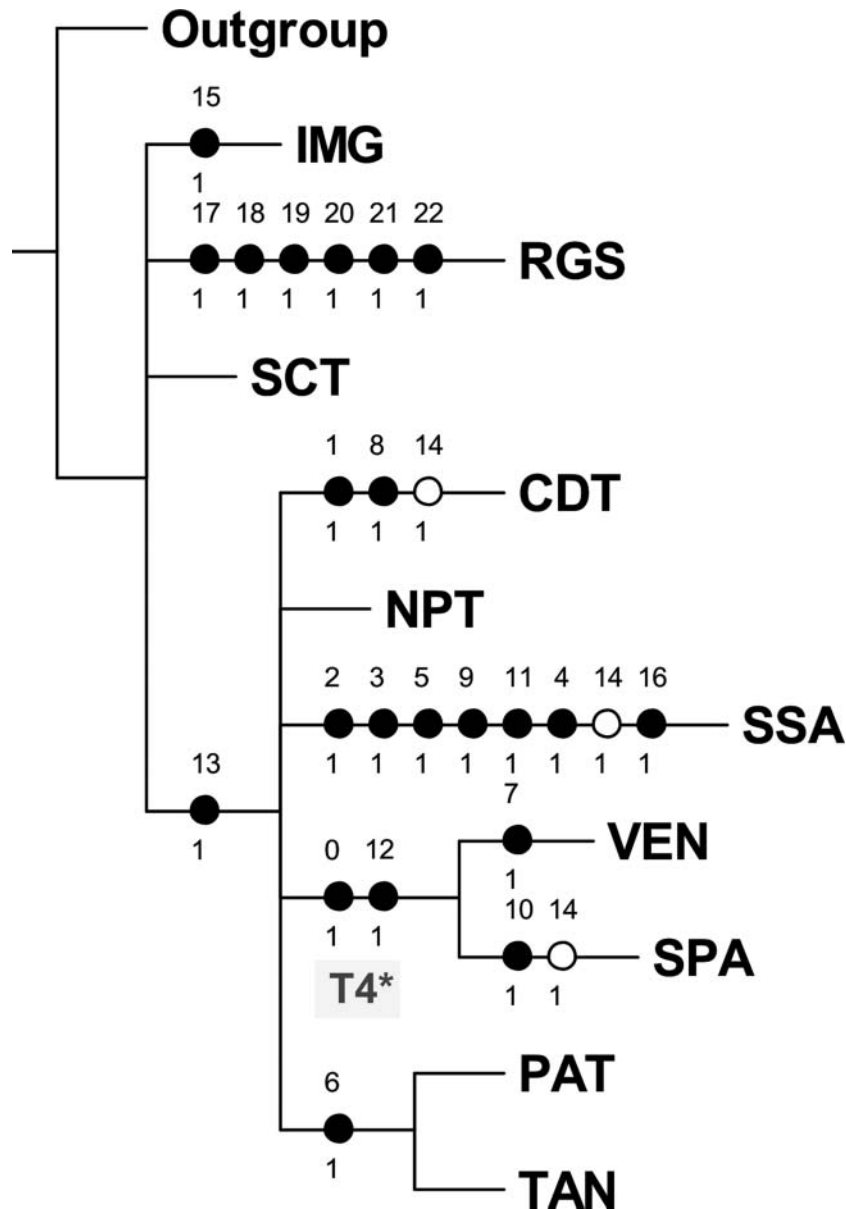 Outgroup
15
IMG
1
17 18 19 20 21 22
RGS
1 1 1 1 1 1
SCT
1 8 14
CDT
1 1 1
NPT
2 3 5 9 11 4 14 16
SSA
1 1 1 1 1 1 1 1
13
1
7
VEN
1
0 12
1 1
T4*
10 14
SPA
1 1
PAT
6
1
TAN